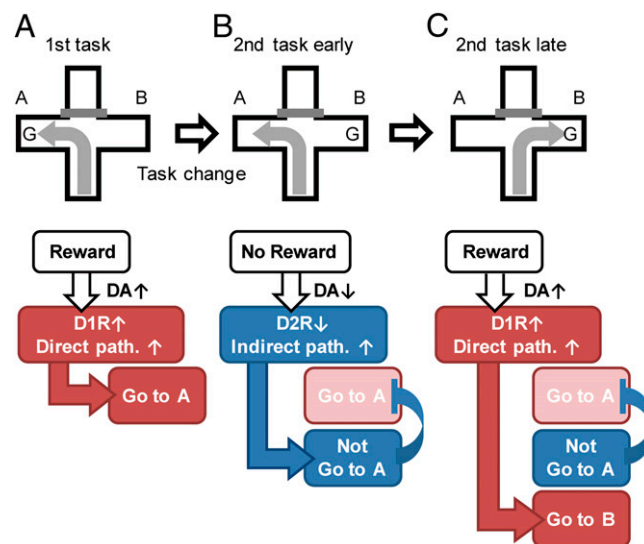 A
1st task
A
B
G
Task change
B
2nd task early
A
B
G
C
2nd task late
A
B
G
Reward
DA↑
D1R↑
Direct path. ↑
Go to A
No Reward
DA↓
D2R↓
Indirect path. ↑
Go to A
Not
Go to A
Reward
DA↑
D1R↑
Direct path. ↑
Go to A
Not
Go to A
Go to B